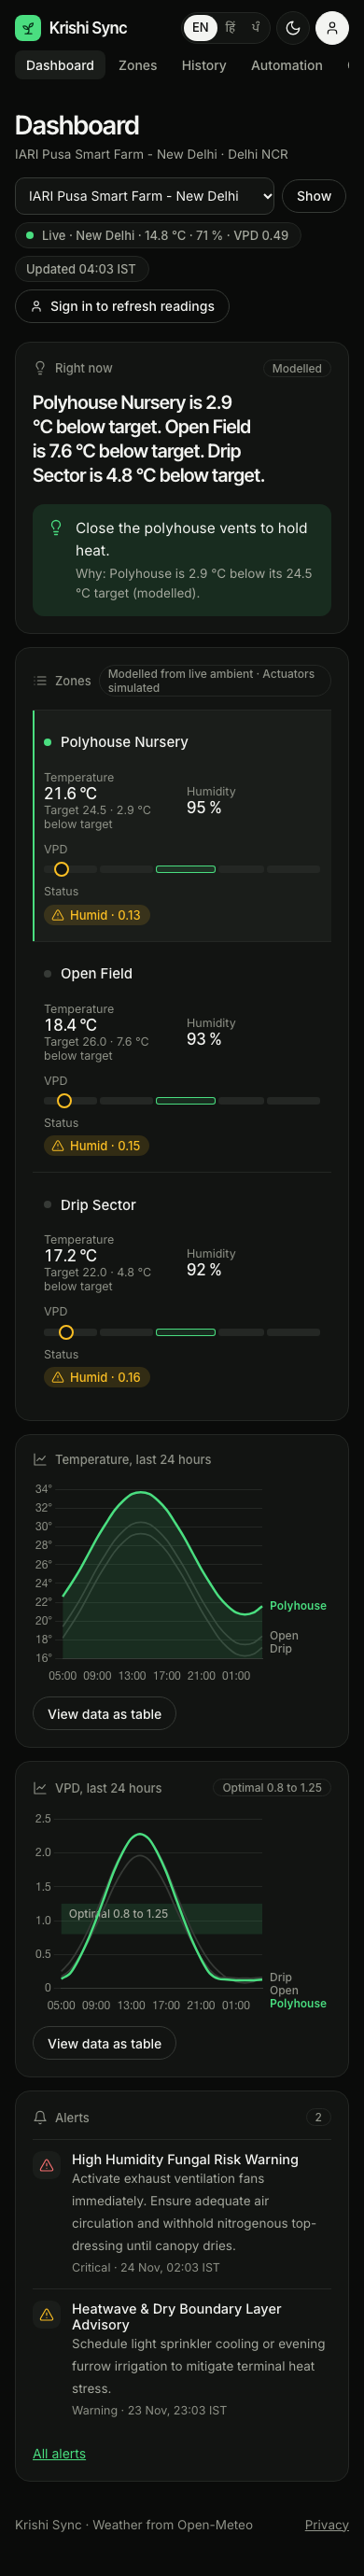 Krishi Sync
EN हिं ਪੰ
Dashboard Zones History Automation
Dashboard
IARI Pusa Smart Farm - New Delhi · Delhi NCR
IARI Pusa Smart Farm - New Delhi Show
Live · New Delhi · 14.8 °C · 71 % · VPD 0.49
Updated 04:03 IST
Sign in to refresh readings
Right now Modelled
Polyhouse Nursery is 2.9
°C below target. Open Field
is 7.6 °C below target. Drip
Sector is 4.8 °C below target.
Close the polyhouse vents to hold
heat.
Why: Polyhouse is 2.9 °C below its 24.5
°C target (modelled).
Zones Modelled from live ambient · Actuators
simulated
Polyhouse Nursery
Temperature
21.6 °C
Target 24.5 · 2.9 °C
below target
Humidity
95 %
VPD
Status
Humid · 0.13
Open Field
Temperature
18.4 °C
Target 26.0 · 7.6 °C
below target
Humidity
93 %
VPD
Status
Humid · 0.15
Drip Sector
Temperature
17.2 °C
Target 22.0 · 4.8 °C
below target
Humidity
92 %
VPD
Status
Humid · 0.16
Temperature, last 24 hours
34°
32°
30°
28°
26°
24°
22°
20°
18°
16°
Polyhouse
Open
Drip
05:00 09:00 13:00 17:00 21:00 01:00
View data as table
VPD, last 24 hours Optimal 0.8 to 1.25
2.5
2.0
1.5
1.0
0.5
0
Optimal 0.8 to 1.25
Drip
Open
Polyhouse
05:00 09:00 13:00 17:00 21:00 01:00
View data as table
Alerts 2
High Humidity Fungal Risk Warning
Activate exhaust ventilation fans
immediately. Ensure adequate air
circulation and withhold nitrogenous top-
dressing until canopy dries.
Critical · 24 Nov, 02:03 IST
Heatwave & Dry Boundary Layer
Advisory
Schedule light sprinkler cooling or evening
furrow irrigation to mitigate terminal heat
stress.
Warning · 23 Nov, 23:03 IST
All alerts
Krishi Sync · Weather from Open-Meteo Privacy